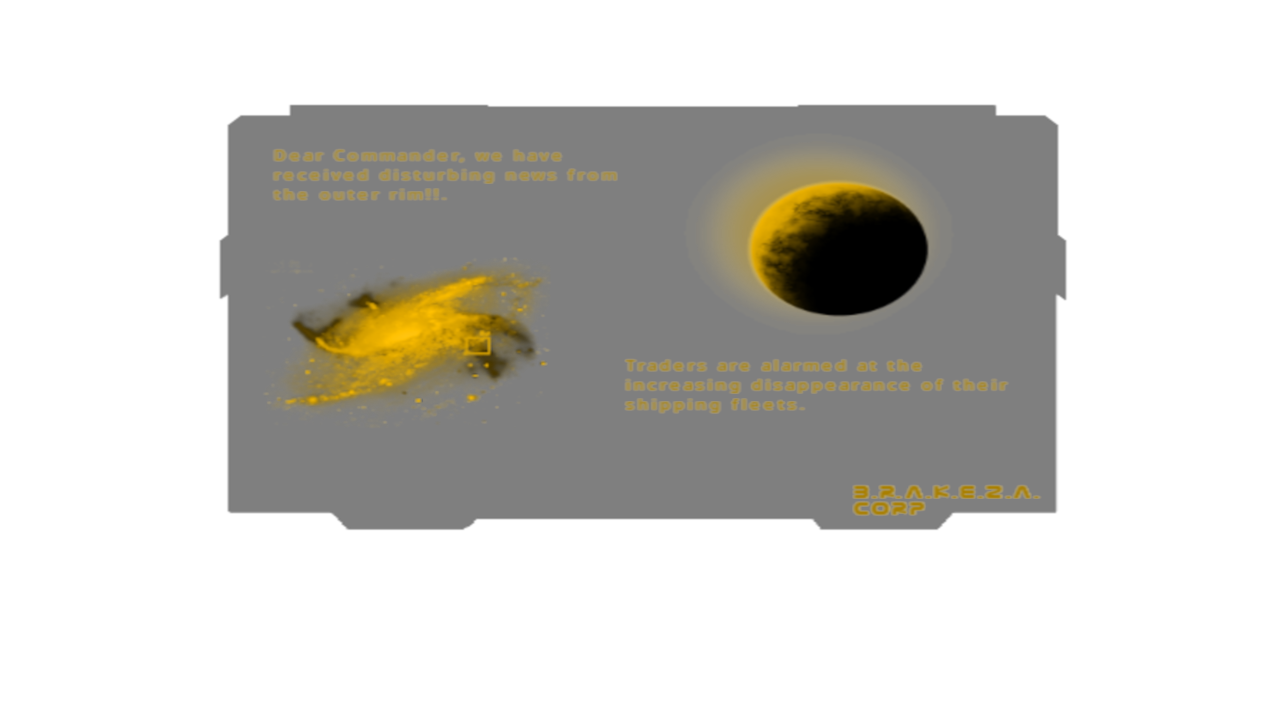 Dear Commander, we have
received disturbing news from
the outer rim!!.
Traders are alarmed at the
increasing disappearance of their
shipping fleets.
B.R.A.K.E.Z.A.
CORP